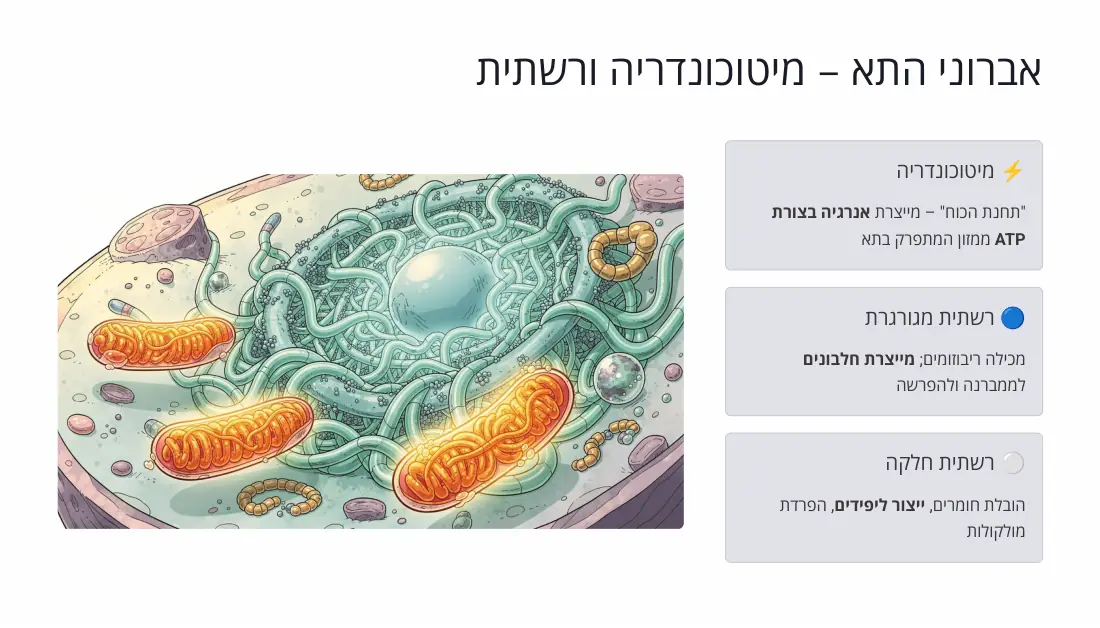 אברוני התא – מיטוכונדריה ורשתית
⚡ מיטוכונדריה
"תחנת הכוח" – מייצרת אנרגיה בצורת
ATP ממזון המתפרק בתא
🔵 רשתית מגורגרת
מכילה ריבוזומים; מייצרת חלבונים
לממברנה ולהפרשה
⚪ רשתית חלקה
הובלת חומרים, ייצור ליפידים, הפרדת
מולקולות